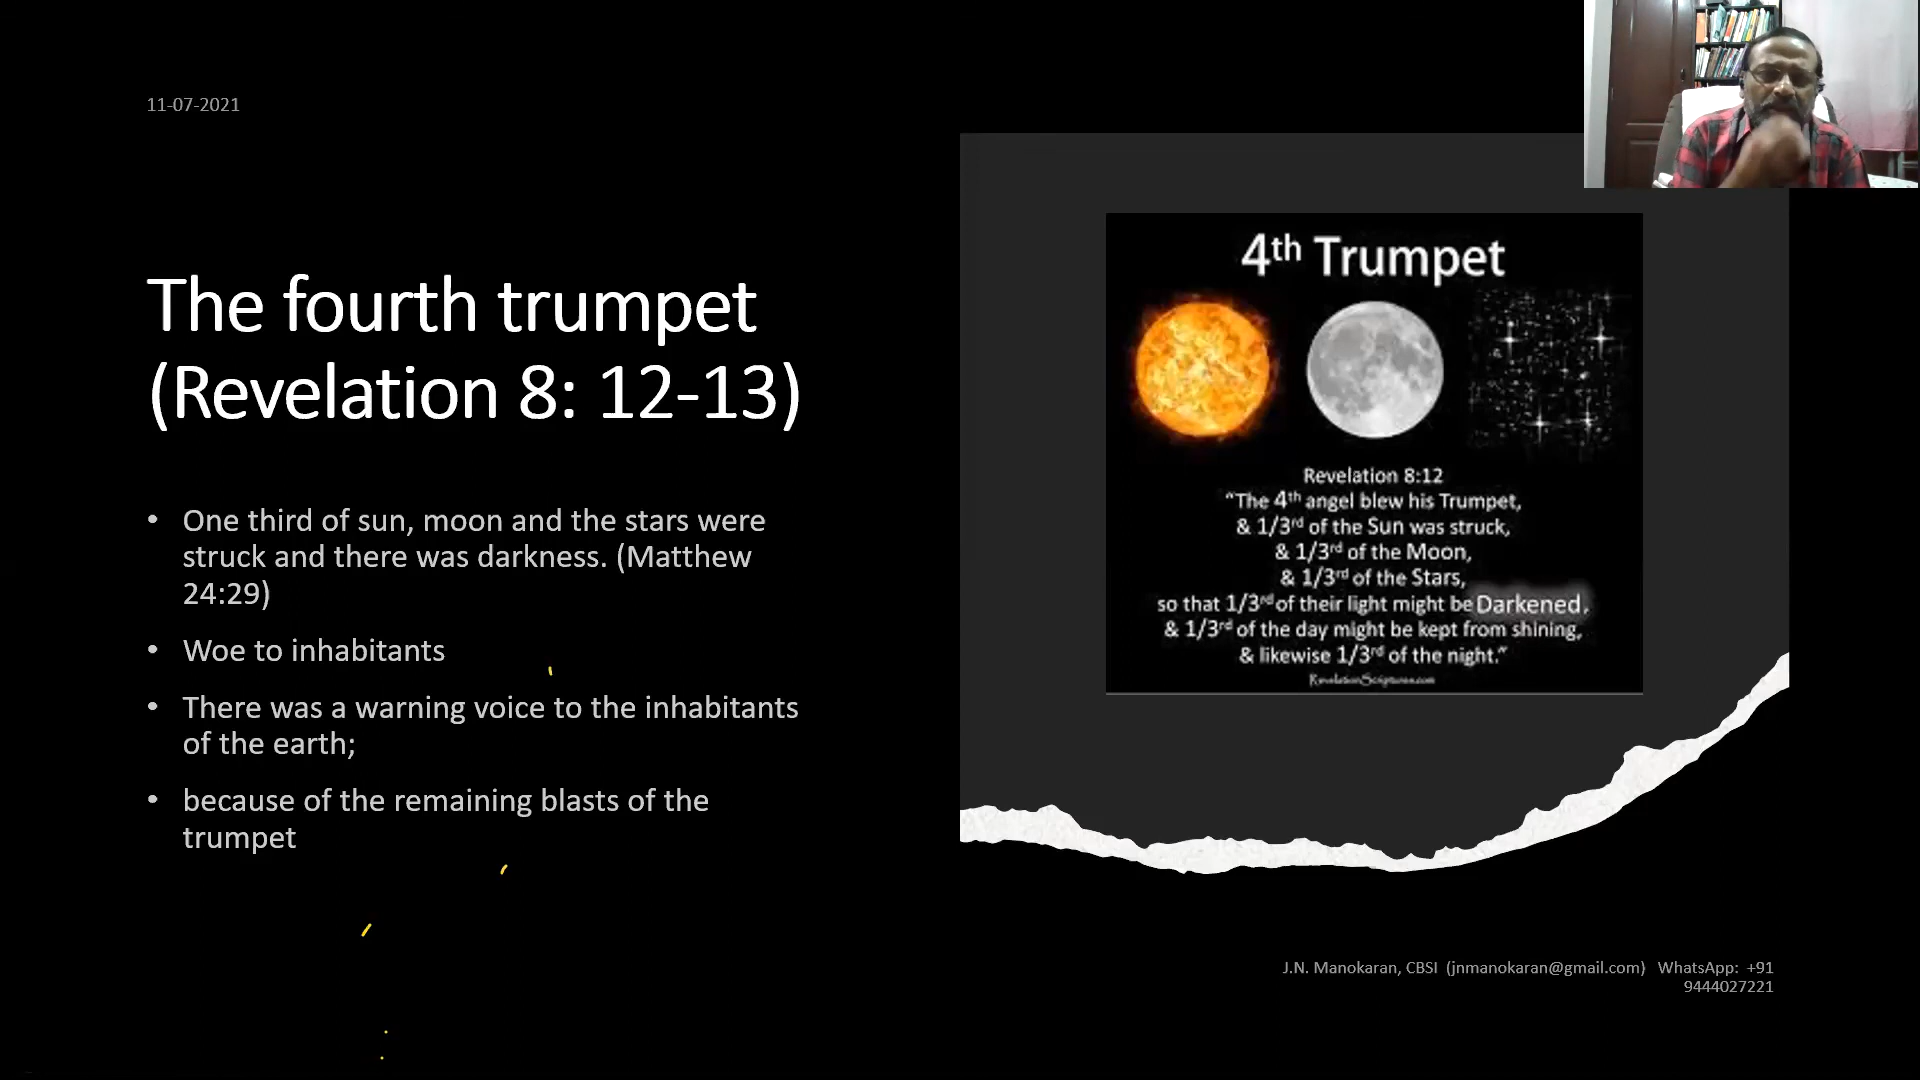 11-07-2021
The fourth trumpet
(Revelation 8: 12-13)
• One third of sun, moon and the stars were
struck and there was darkness. (Matthew
24:29)
• Woe to inhabitants
• There was a warning voice to the inhabitants
of the earth;
• because of the remaining blasts of the
trumpet
4th Trumpet
Revelation 8:12
“The 4th angel blew his Trumpet,
& 1/3rd of the Sun was struck,
& 1/3rd of the Moon,
& 1/3rd of the Stars,
so that 1/3rd of their light might be Darkened,
& 1/3rd of the day might be kept from shining,
& likewise 1/3rd of the night.”
RevelationScriptures.com
J.N. Manokaran, CBSI (jnmanokaran@gmail.com) WhatsApp: +91
9444027221